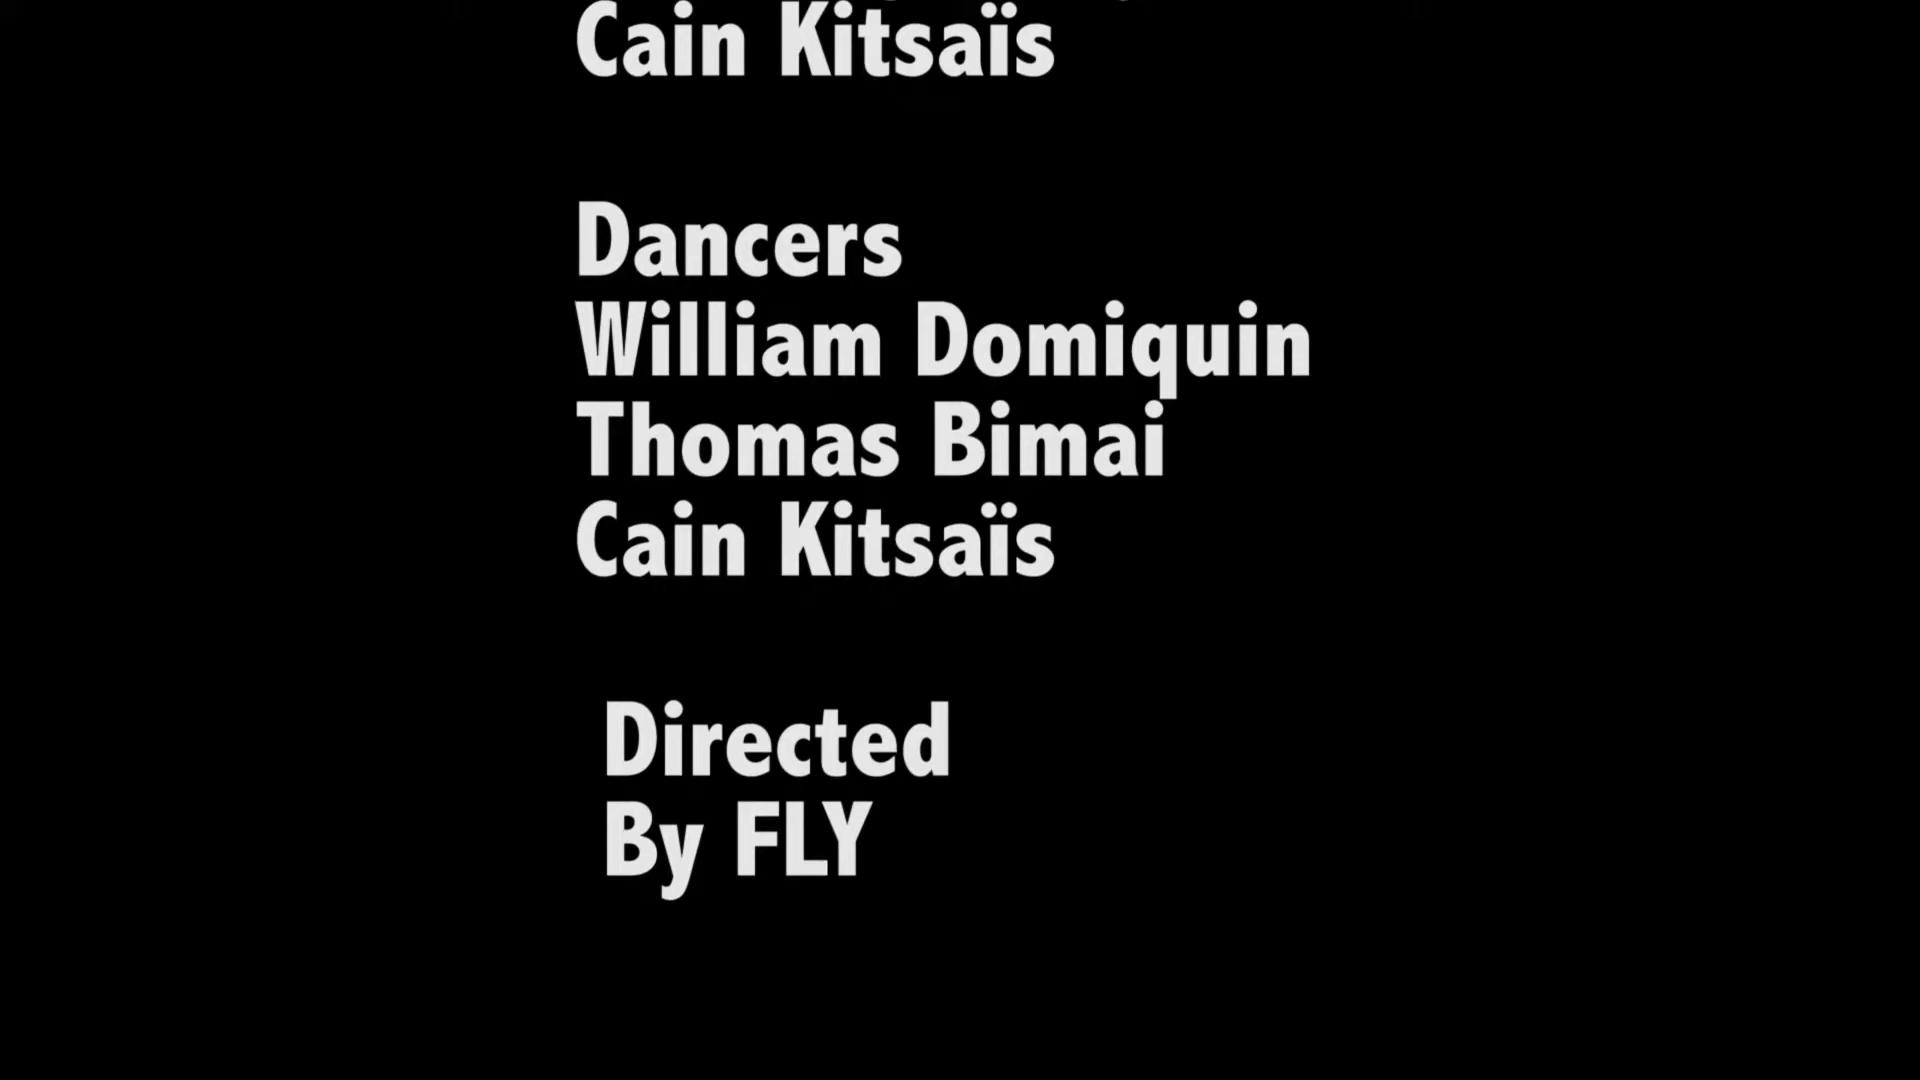 Cain Kitsaïs
Dancers
William Domiquin
Thomas Bimai
Cain Kitsaïs
Directed
By FLY